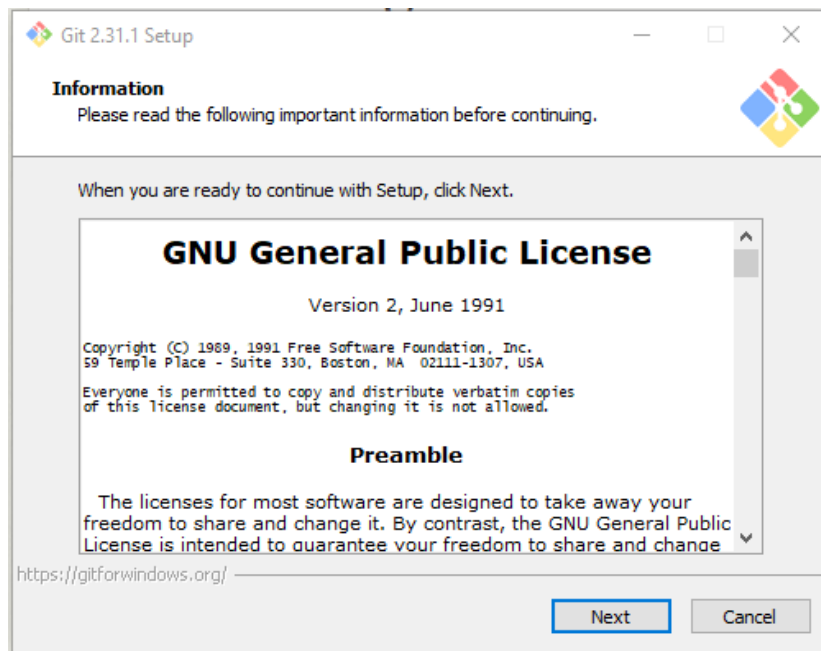 Git 2.31.1 Setup
Information
Please read the following important information before continuing.
When you are ready to continue with Setup, click Next.
GNU General Public License
Version 2, June 1991
Copyright (C) 1989, 1991 Free Software Foundation, Inc.
59 Temple Place - Suite 330, Boston, MA  02111-1307, USA
Everyone is permitted to copy and distribute verbatim copies
of this license document, but changing it is not allowed.
Preamble
The licenses for most software are designed to take away your
freedom to share and change it. By contrast, the GNU General Public
License is intended to guarantee your freedom to share and change
https://gitforwindows.org/
Next Cancel